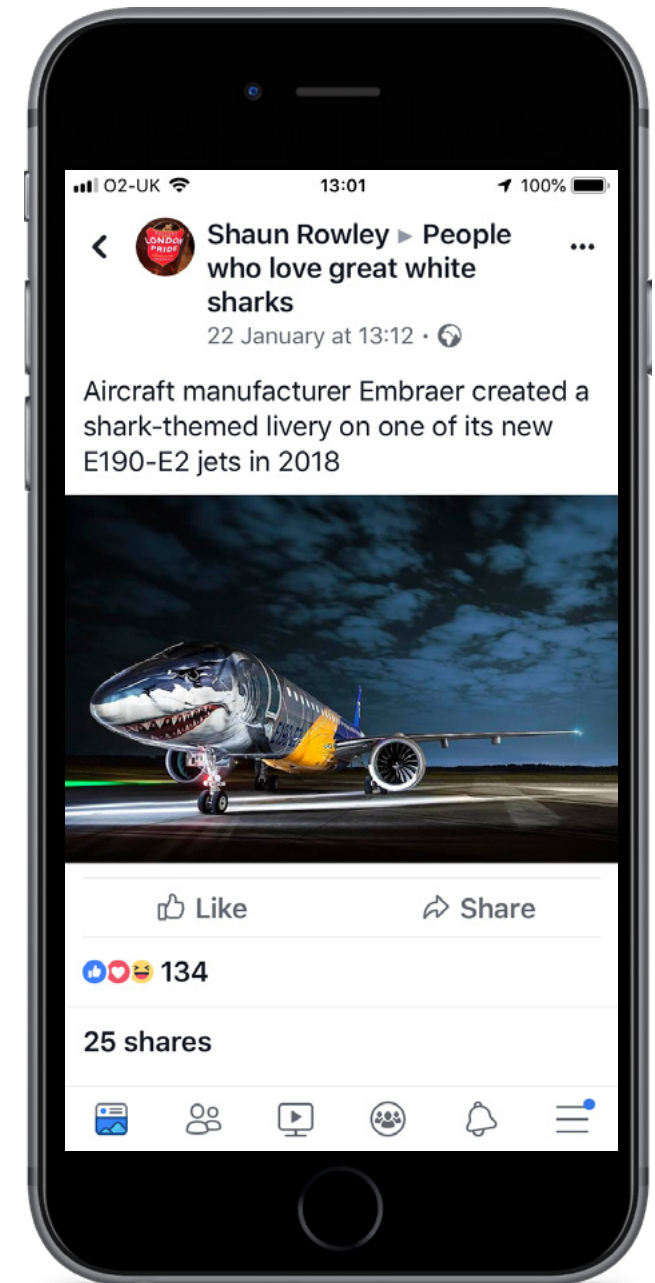 O2-UK 13:01 100%
LONDON
PRIDE
Shaun Rowley ▸ People
who love great white
sharks
22 January at 13:12 ·
Aircraft manufacturer Embraer created a
shark-themed livery on one of its new
E190-E2 jets in 2018
Like Share
134
25 shares